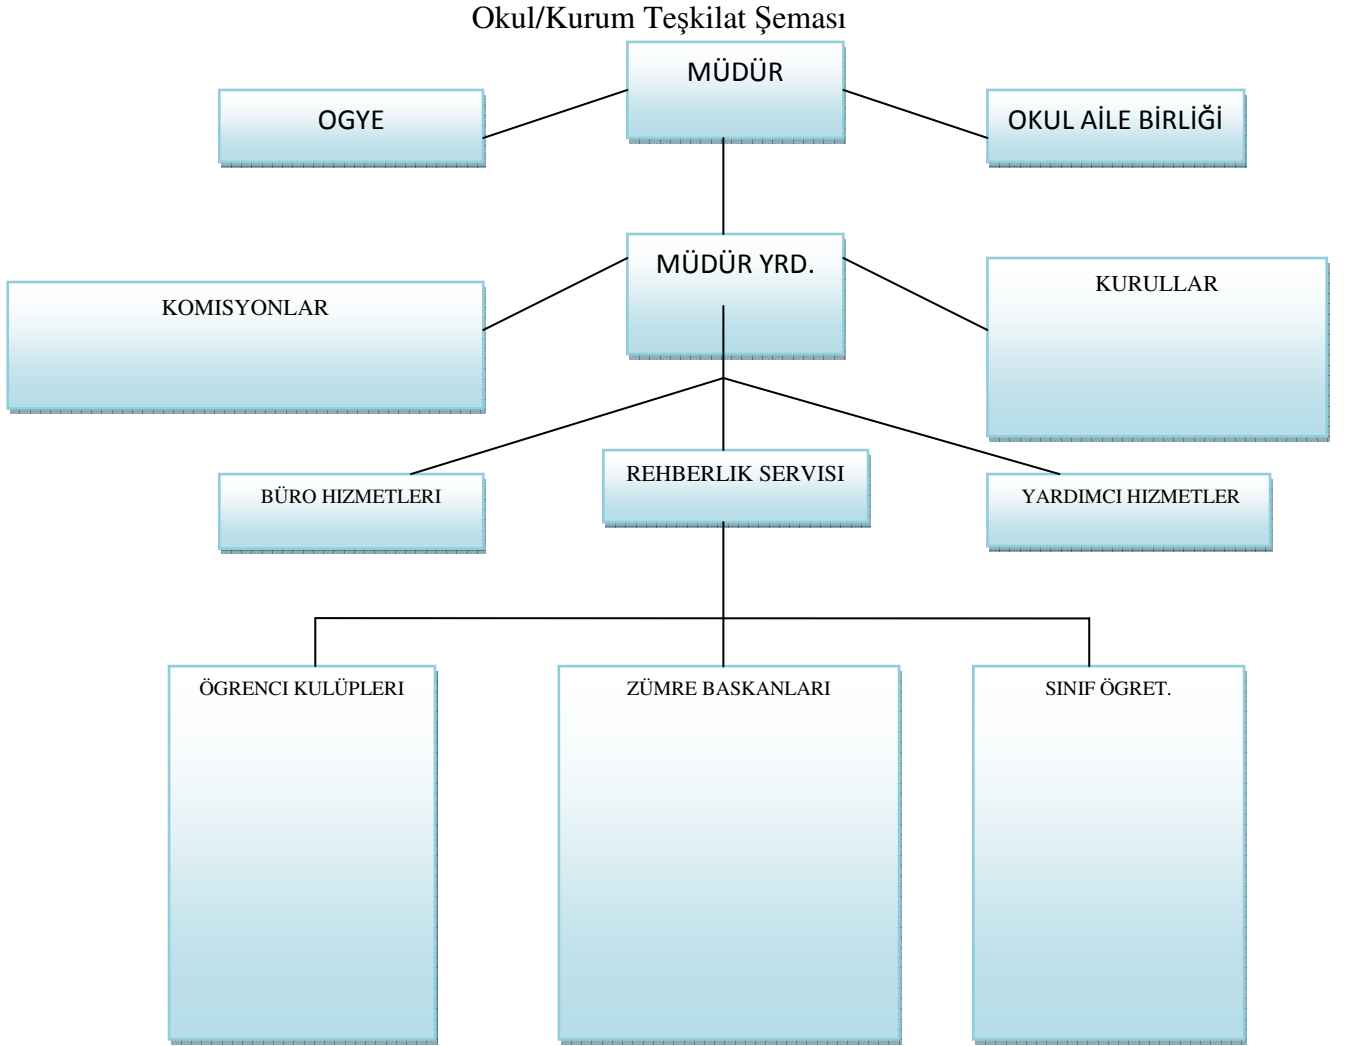 Okul/Kurum Teşkilat Şeması
MÜDÜR
OGYE
OKUL AİLE BİRLİĞİ
MÜDÜR YRD.
KOMISYONLAR
KURULLAR
BÜRO HIZMETLERI
REHBERLIK SERVISI
YARDIMCI HIZMETLER
ÖGRENCI KULÜPLERI
ZÜMRE BASKANLARI
SINIF ÖGRET.